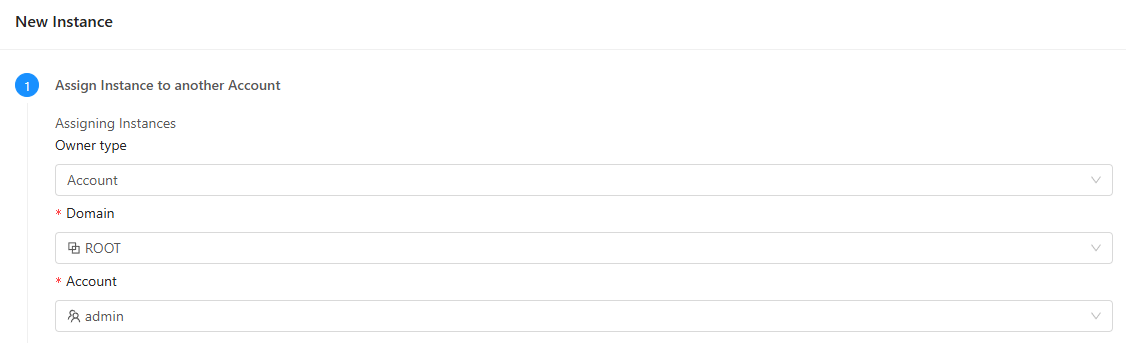 New Instance
1 Assign Instance to another Account
Assigning Instances
Owner type
Account
* Domain
ROOT
* Account
admin